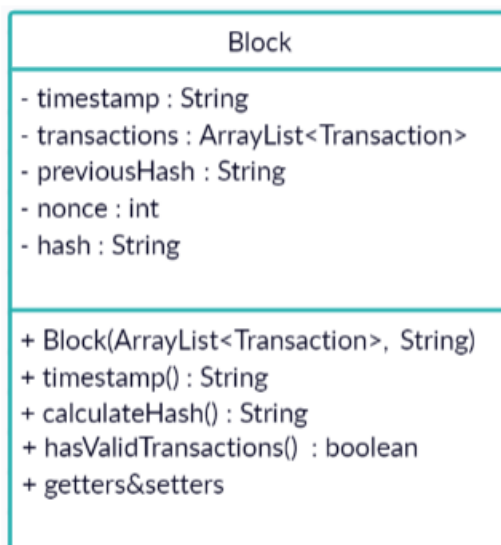 Block
- timestamp : String
- transactions : ArrayList<Transaction>
- previousHash : String
- nonce : int
- hash : String
+ Block(ArrayList<Transaction>, String)
+ timestamp() : String
+ calculateHash() : String
+ hasValidTransactions() : boolean
+ getters&setters